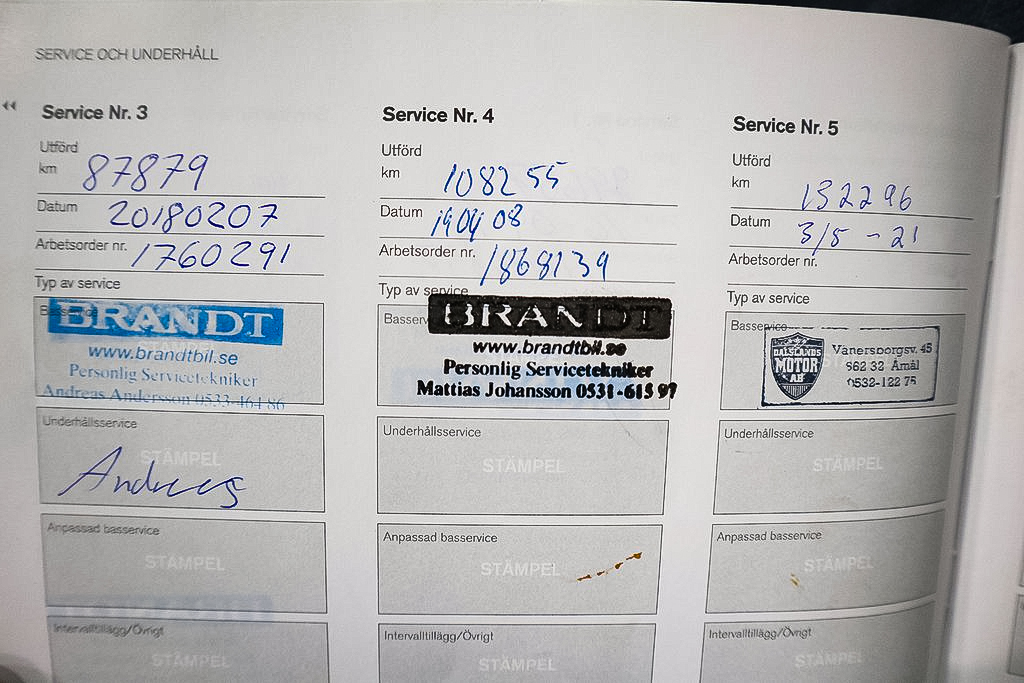 SERVICE OCH UNDERHÅLL
Service Nr. 3
Utförd
km 87879
Datum 20180207
Arbetsorder nr. 1760291
Typ av service
BRANDT
www.brandtbil.se
Personlig Servicetekniker
Andreas Andersson 0533-464 86
Underhållsservice
STÄMPEL
Andreas
Anpassad basservice
STÄMPEL
Intervalltillägg/Övrigt
STÄMPEL
Service Nr. 4
Utförd
km 108255
Datum 190408
Arbetsorder nr. 1868139
Typ av service
Basserv
BRANDT
www.brandtbil.se
Personlig Servicetekniker
Mattias Johansson 0531-615 97
Underhållsservice
STÄMPEL
Anpassad basservice
STÄMPEL
Intervalltillägg/Övrigt
STÄMPEL
Service Nr. 5
Utförd
km 132296
Datum 3/5 - 21
Arbetsorder nr.
Typ av service
Basservice
DALSLANDS
MOTOR
AB
Vänersborgsv. 45
662 32 Åmål
0532-122 75
Underhållsservice
STÄMPEL
Anpassad basservice
STÄMPEL
Intervalltillägg/Övrigt
STÄMPEL